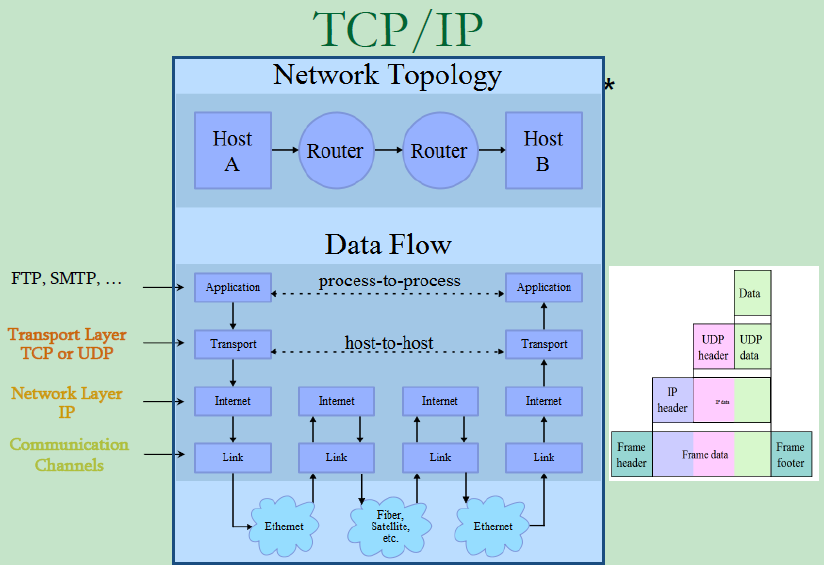 TCP/IP
Network Topology
*
Host
A
Router
Router
Host
B
Data Flow
FTP, SMTP, …
Application
process-to-process
Application
Transport Layer
TCP or UDP
Transport
host-to-host
Transport
Network Layer
IP
Internet
Internet
Internet
Internet
Communication
Channels
Link
Link
Link
Link
Ethernet
Fiber,
Satellite,
etc.
Ethernet
Data
UDP
header
UDP
data
IP
header
IP data
Frame
header
Frame data
Frame
footer